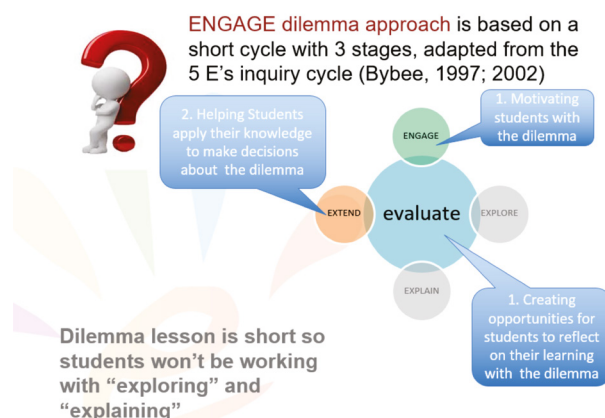 ENGAGE dilemma approach is based on a
short cycle with 3 stages, adapted from the
5 E's inquiry cycle (Bybee, 1997; 2002)
1. Motivating
students with
the dilemma
2. Helping Students
apply their knowledge
to make decisions
about the dilemma
ENGAGE
EXTEND
evaluate
EXPLORE
EXPLAIN
1. Creating
opportunities for
students to reflect
on their learning
with the dilemma
Dilemma lesson is short so
students won't be working
with “exploring” and
“explaining”